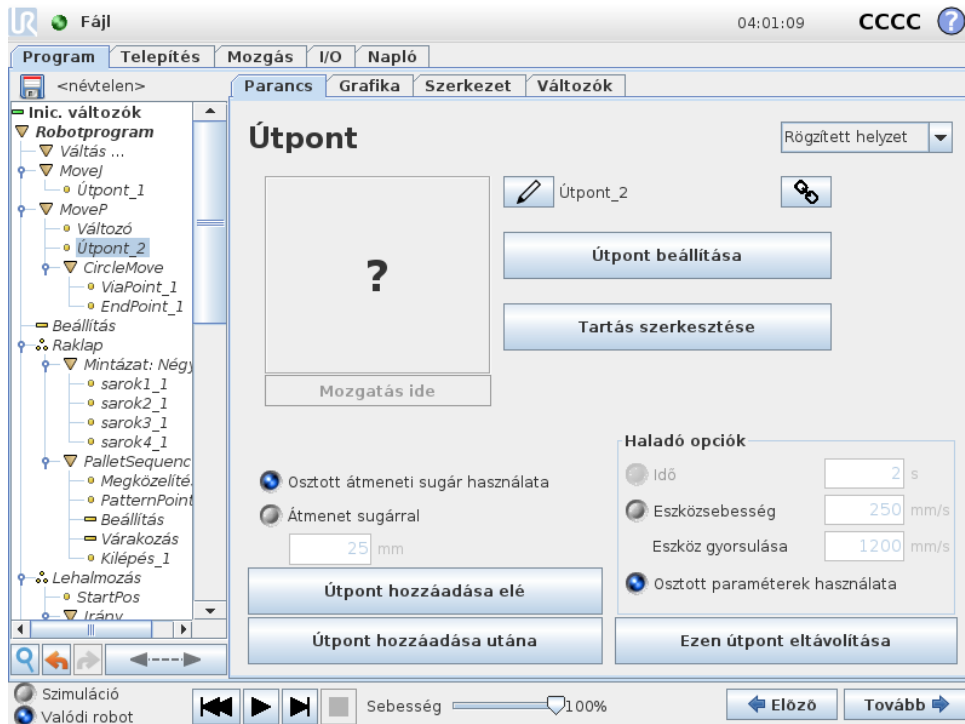 UR Fájl 04:01:09 CCCC ?
Program Telepítés Mozgás I/O Napló
<névtelen>
Parancs Grafika Szerkezet Változók
Inic. változók
Robotprogram
Váltás ...
MoveJ
Útpont_1
MoveP
Változó
Útpont_2
CircleMove
ViaPoint_1
EndPoint_1
Beállítás
Raklap
Mintázat: Négy
sarok1_1
sarok2_1
sarok3_1
sarok4_1
PalletSequenc
Megközelíté
PatternPoint
Beállítás
Várakozás
Kilépés_1
Lehalmozás
StartPos
Irány
Útpont
Rögzített helyzet
Útpont_2
?
Mozgatás ide
Útpont beállítása
Tartás szerkesztése
Osztott átmeneti sugár használata
Átmenet sugárral
25 mm
Haladó opciók
Idő 2 s
Eszközsebesség 250 mm/s
Eszköz gyorsulása 1200 mm/s
Osztott paraméterek használata
Útpont hozzáadása elé
Útpont hozzáadása utána
Ezen útpont eltávolítása
Szimuláció
Valódi robot
Sebesség 100%
Előző
Tovább